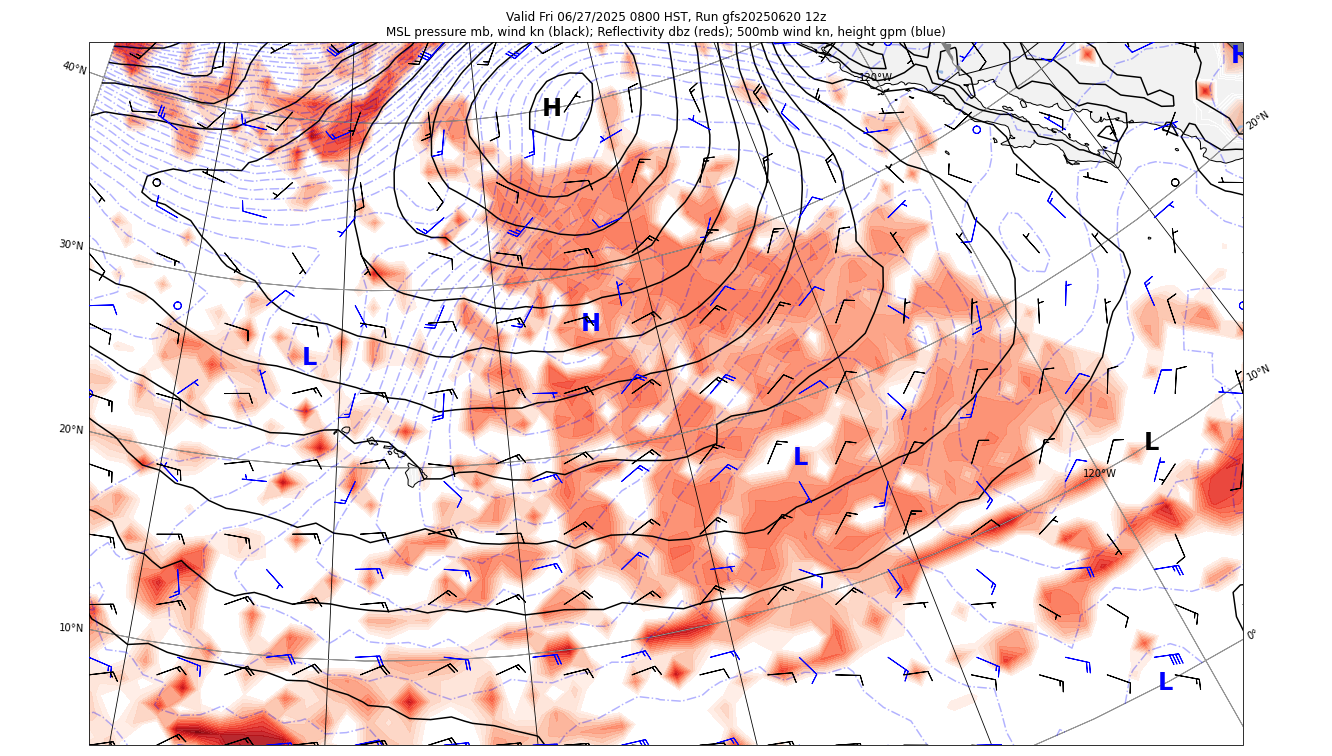 Valid Fri 06/27/2025 0800 HST, Run gfs20250620 12z
MSL pressure mb, wind kn (black); Reflectivity dbz (reds); 500mb wind kn, height gpm (blue)
H
40°N
120°W
H
20°N
30°N
H
L
10°N
20°N
L
L
120°W
10°N
0°
L